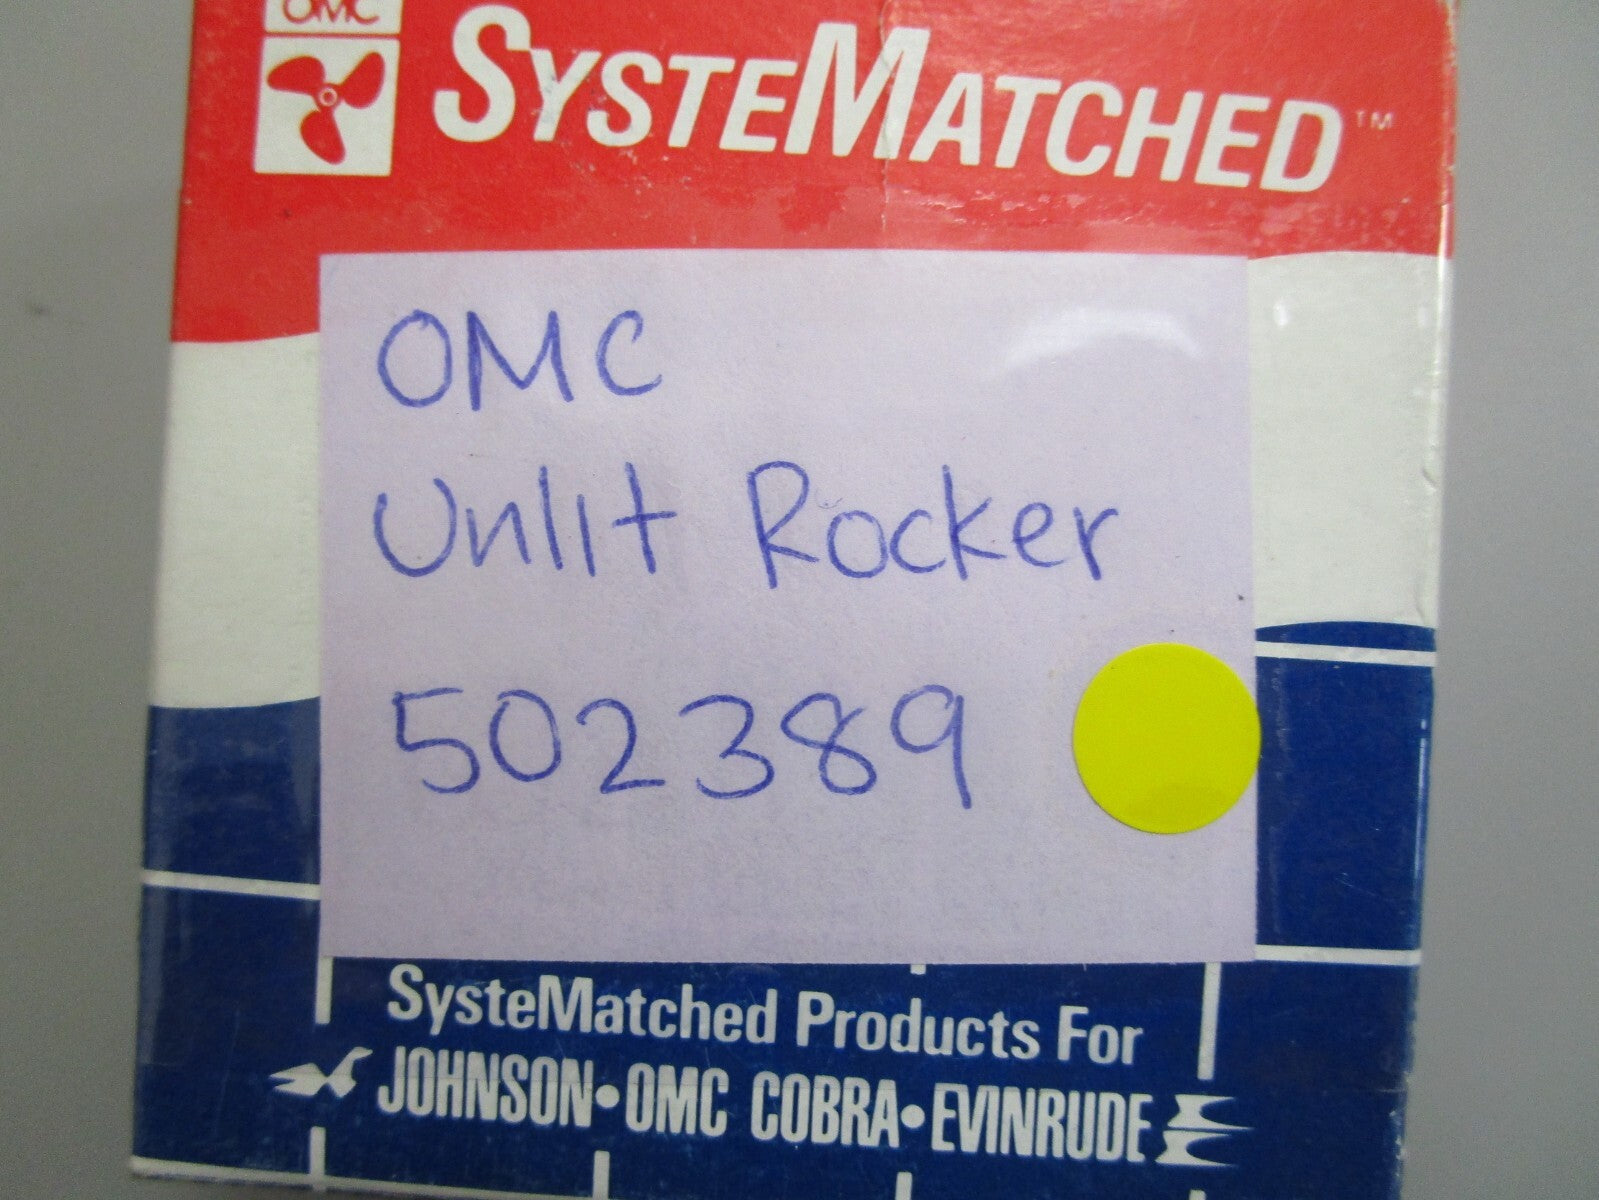 OMC
SYSTEMATCHED™
OMC
Unlit Rocker
502389
SysteMatched Products For
JOHNSON•OMC COBRA•EVINRUDE